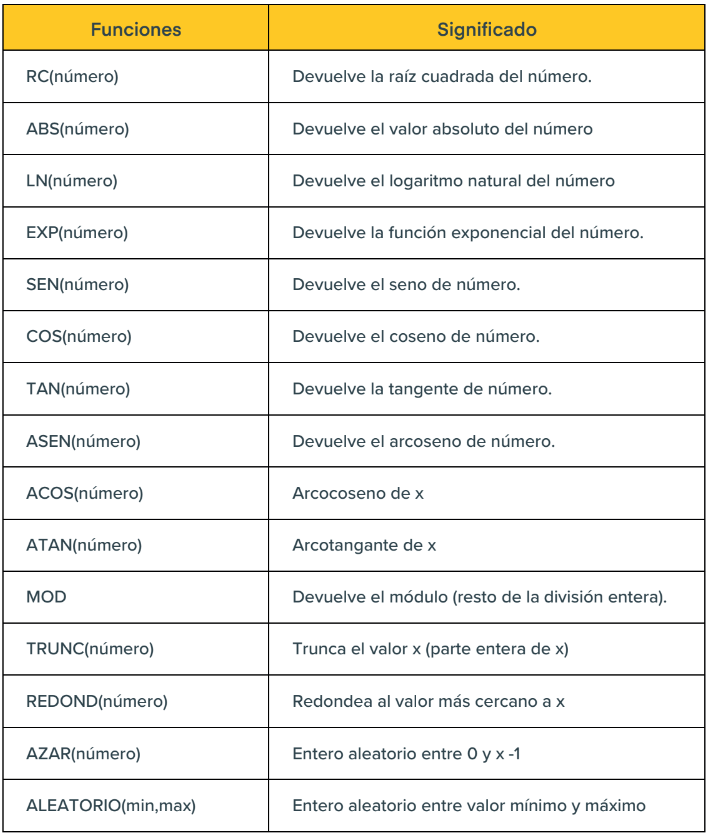 Funciones Significado
RC(número) Devuelve la raíz cuadrada del número.
ABS(número) Devuelve el valor absoluto del número
LN(número) Devuelve el logaritmo natural del número
EXP(número) Devuelve la función exponencial del número.
SEN(número) Devuelve el seno de número.
COS(número) Devuelve el coseno de número.
TAN(número) Devuelve la tangente de número.
ASEN(número) Devuelve el arcoseno de número.
ACOS(número) Arcocoseno de x
ATAN(número) Arcotangante de x
MOD Devuelve el módulo (resto de la división entera).
TRUNC(número) Trunca el valor x (parte entera de x)
REDOND(número) Redondea al valor más cercano a x
AZAR(número) Entero aleatorio entre 0 y x -1
ALEATORIO(min,max) Entero aleatorio entre valor mínimo y máximo